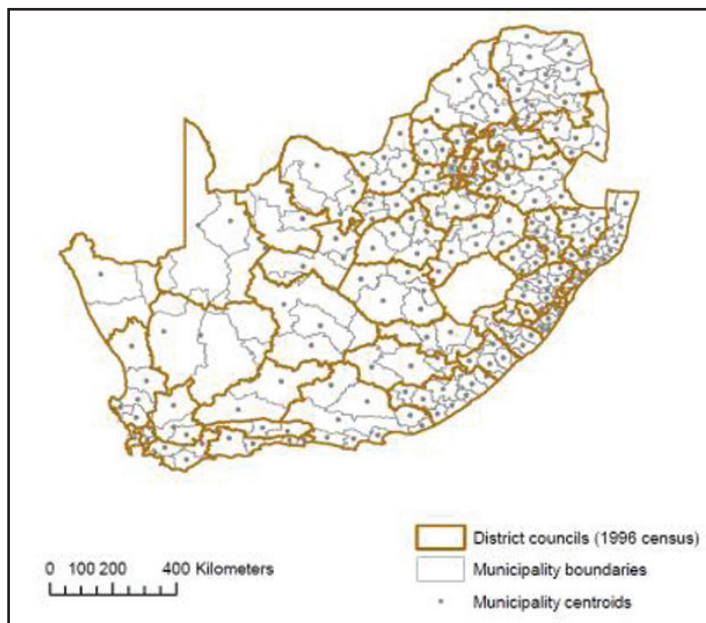 District councils (1996 census)
0 100 200 400 Kilometers
Municipality boundaries
Municipality centroids